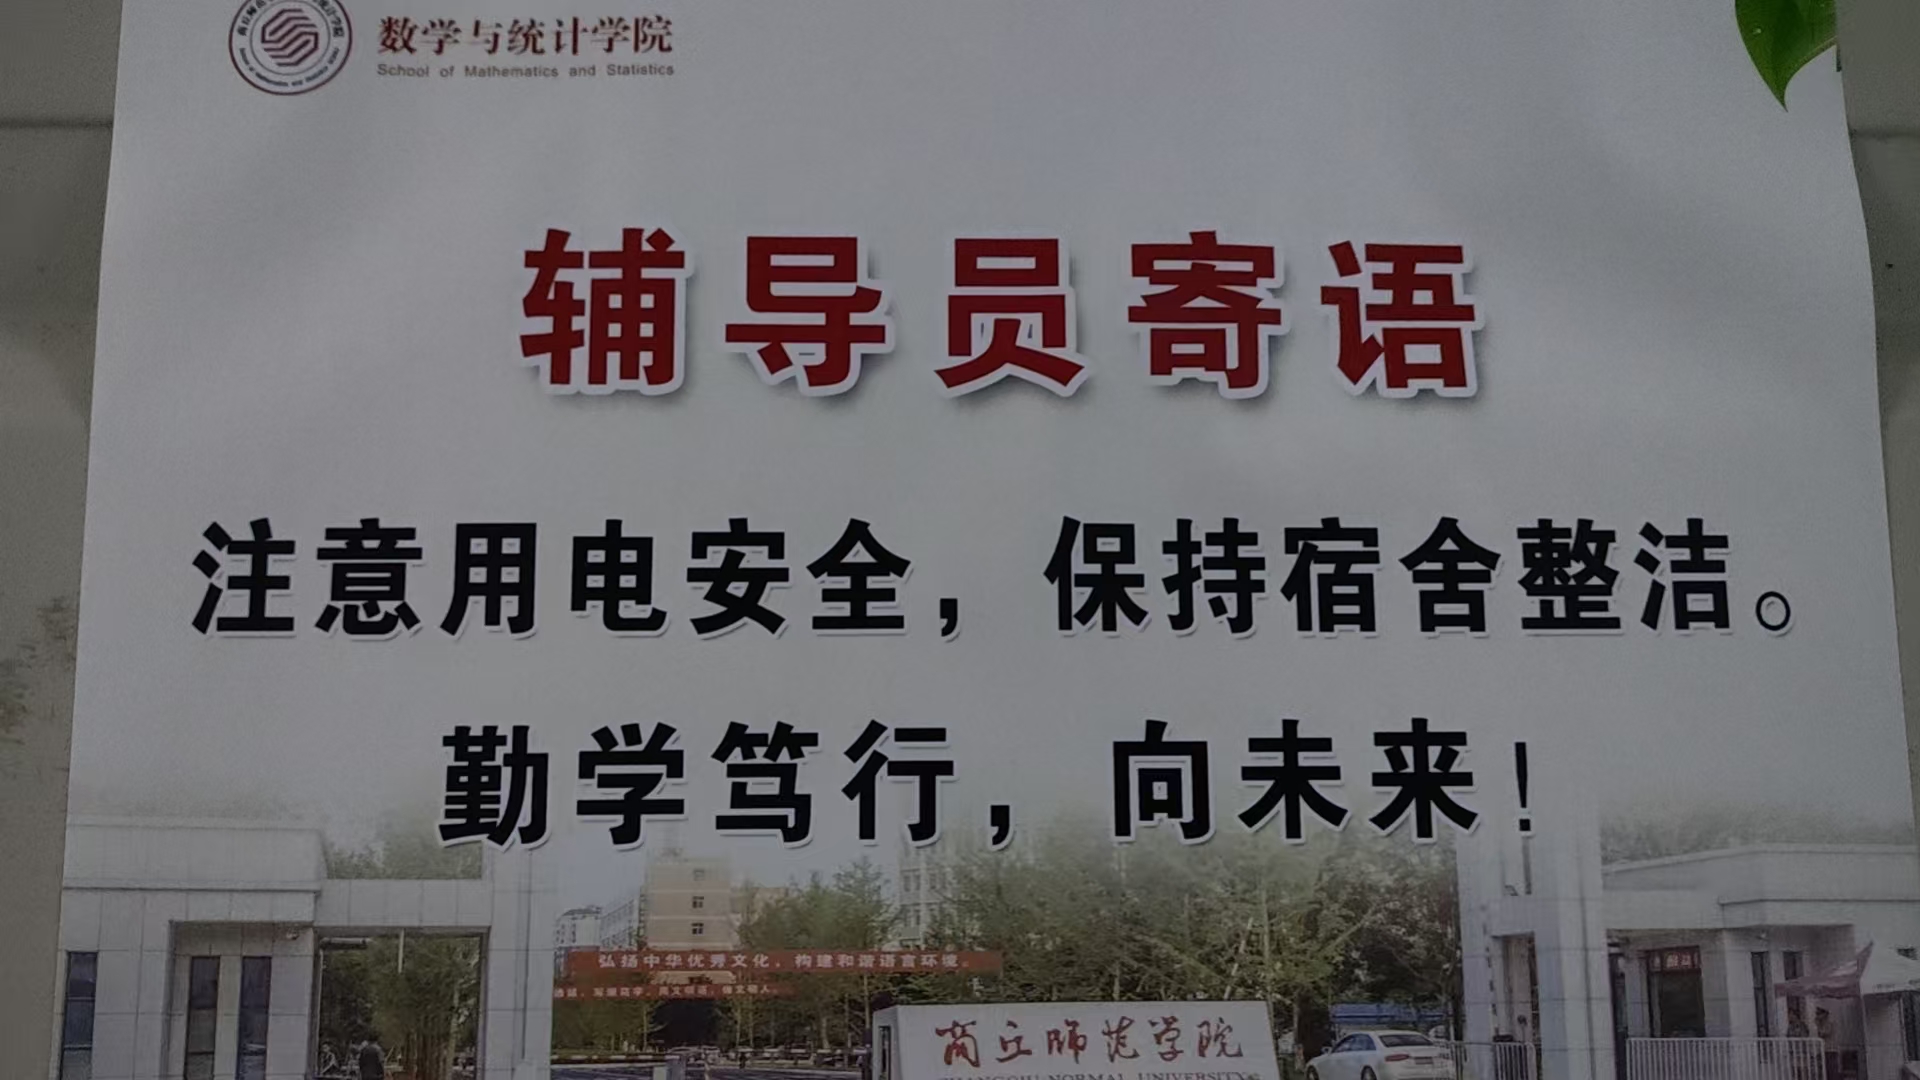 数学与统计学院
School of Mathematics and Statistics
辅导员寄语
注意用电安全，保持宿舍整洁。
勤学笃行，向未来！
弘扬中华优秀文化，构建和谐语言环境。
商丘师范学院
SHANGQIU NORMAL UNIVERSITY